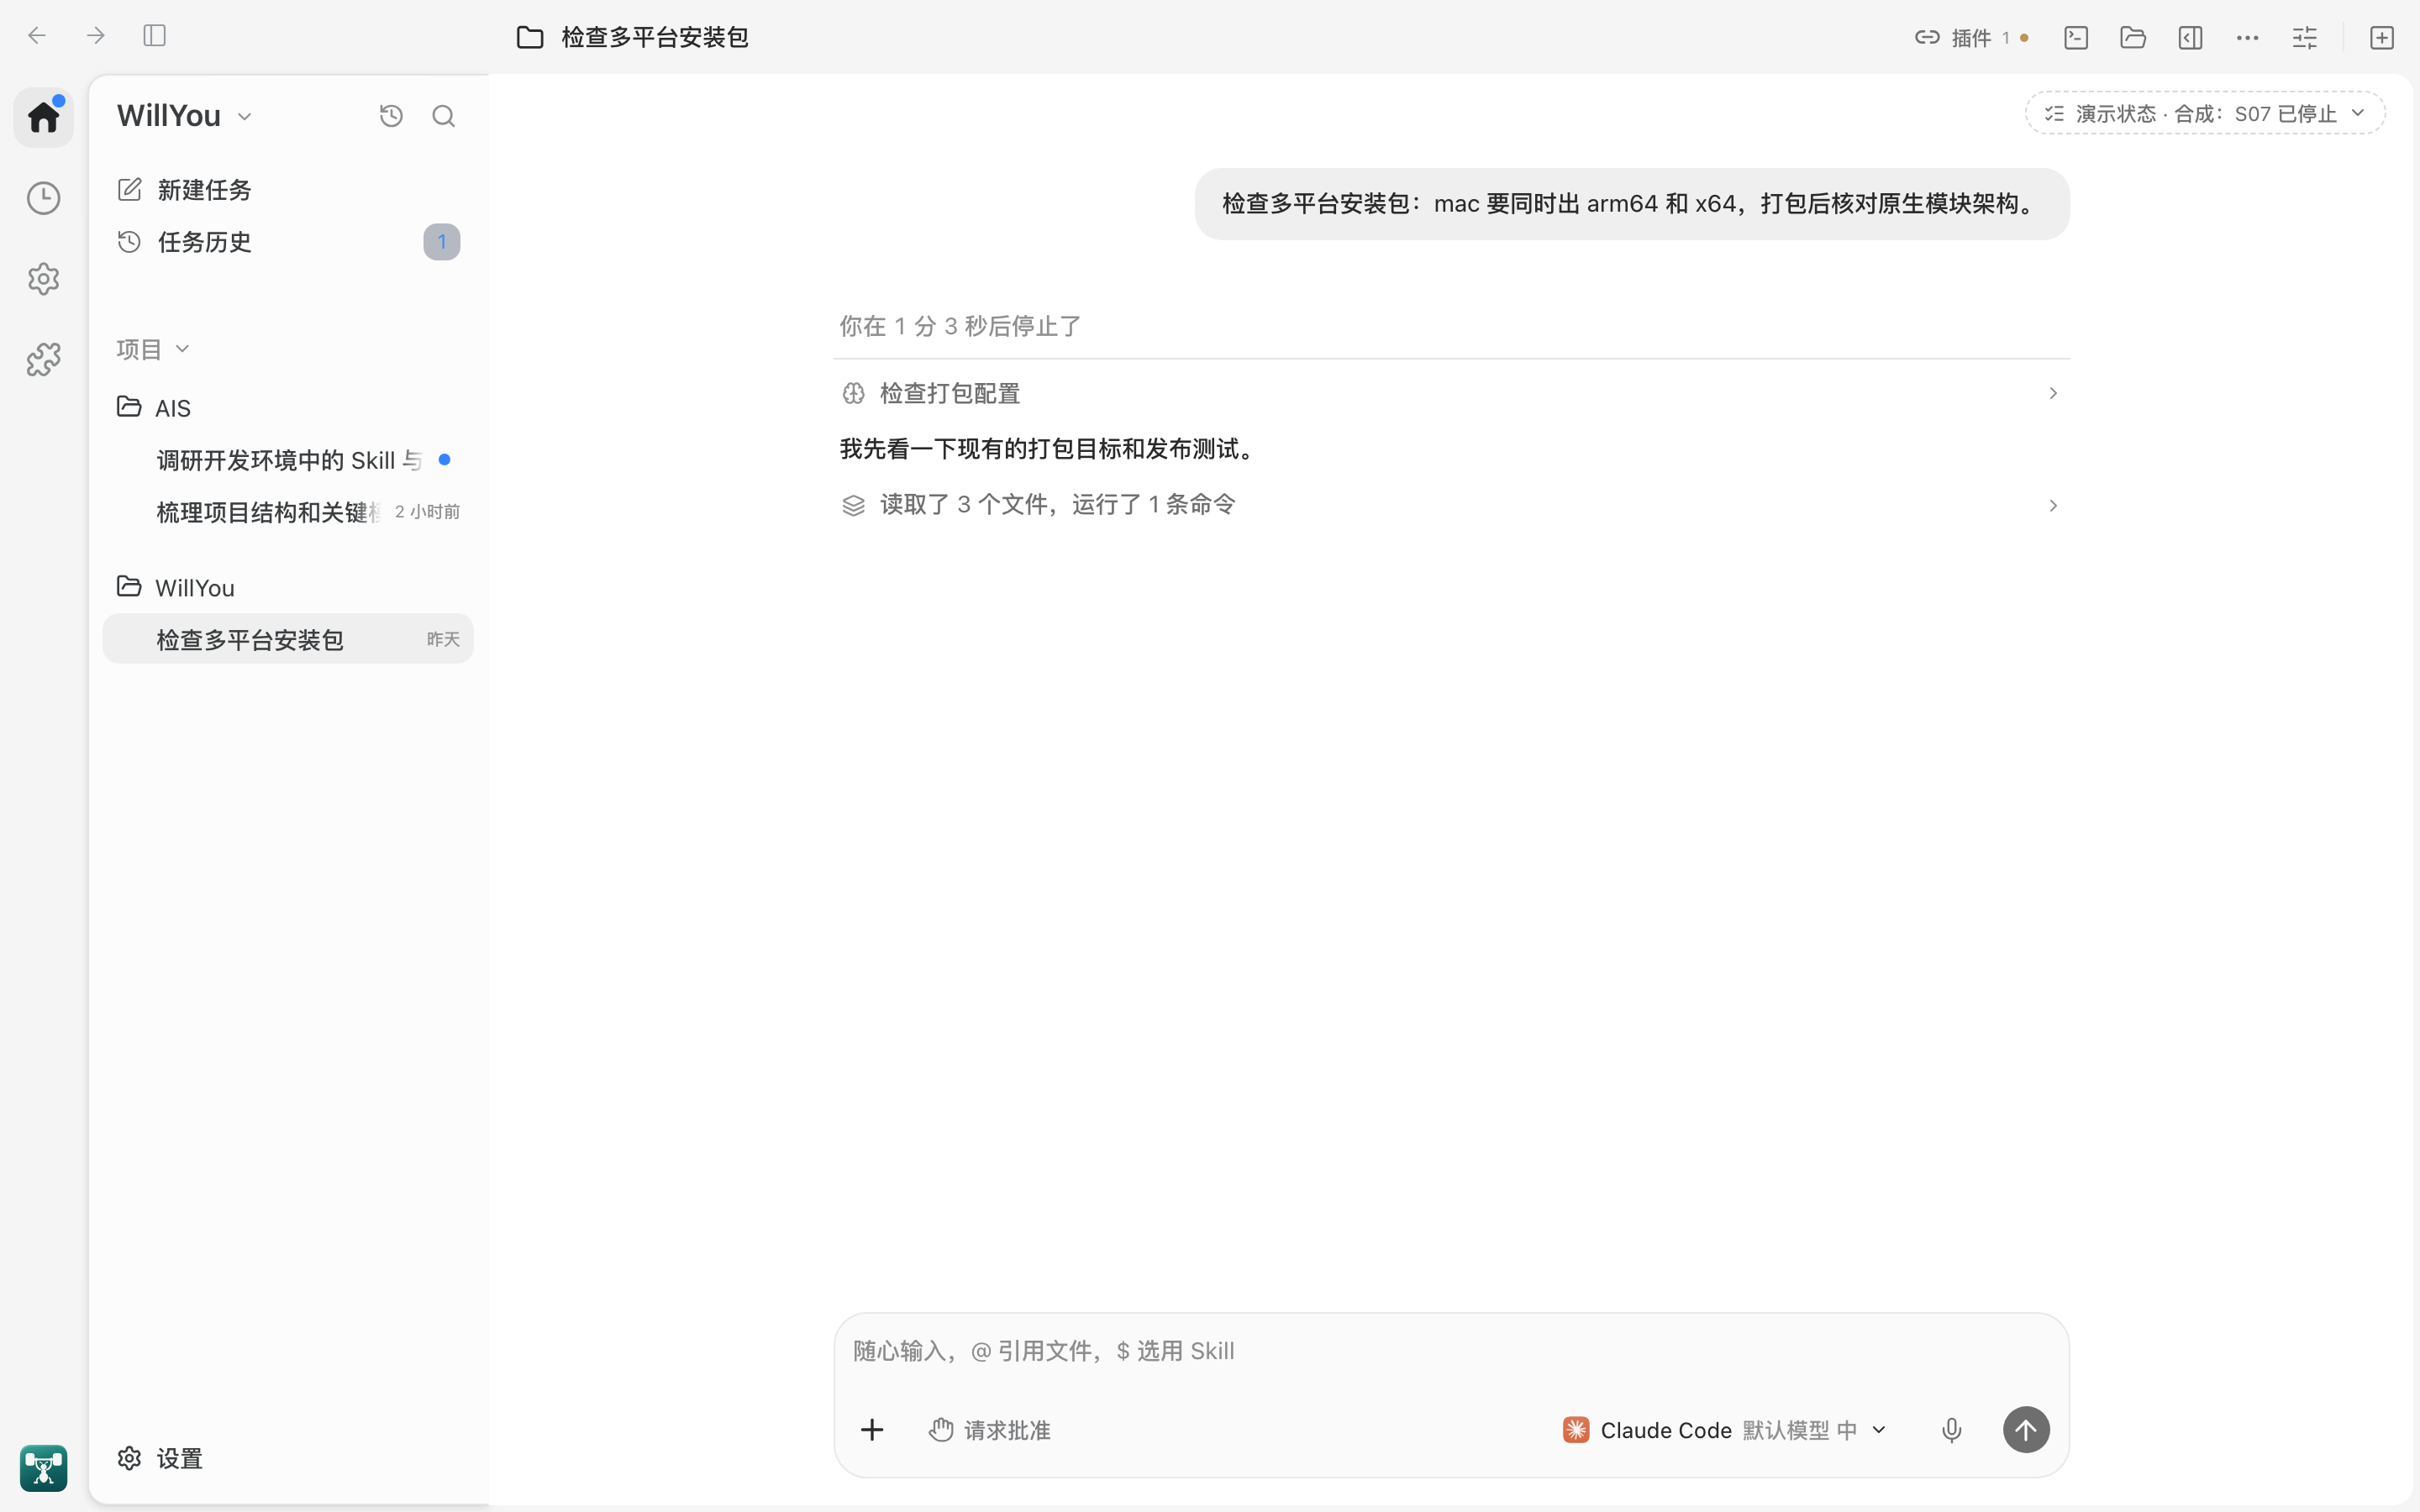 检查多平台安装包
插件 1
WillYou
演示状态 · 合成：S07 已停止
新建任务
任务历史 1
项目
AIS
调研开发环境中的 Skill 与
梳理项目结构和关键 2 小时前
WillYou
检查多平台安装包 昨天
设置
检查多平台安装包：mac 要同时出 arm64 和 x64，打包后核对原生模块架构。
你在 1 分 3 秒后停止了
检查打包配置
我先看一下现有的打包目标和发布测试。
读取了 3 个文件，运行了 1 条命令
随心输入，@ 引用文件，$ 选用 Skill
请求批准
Claude Code 默认模型 中